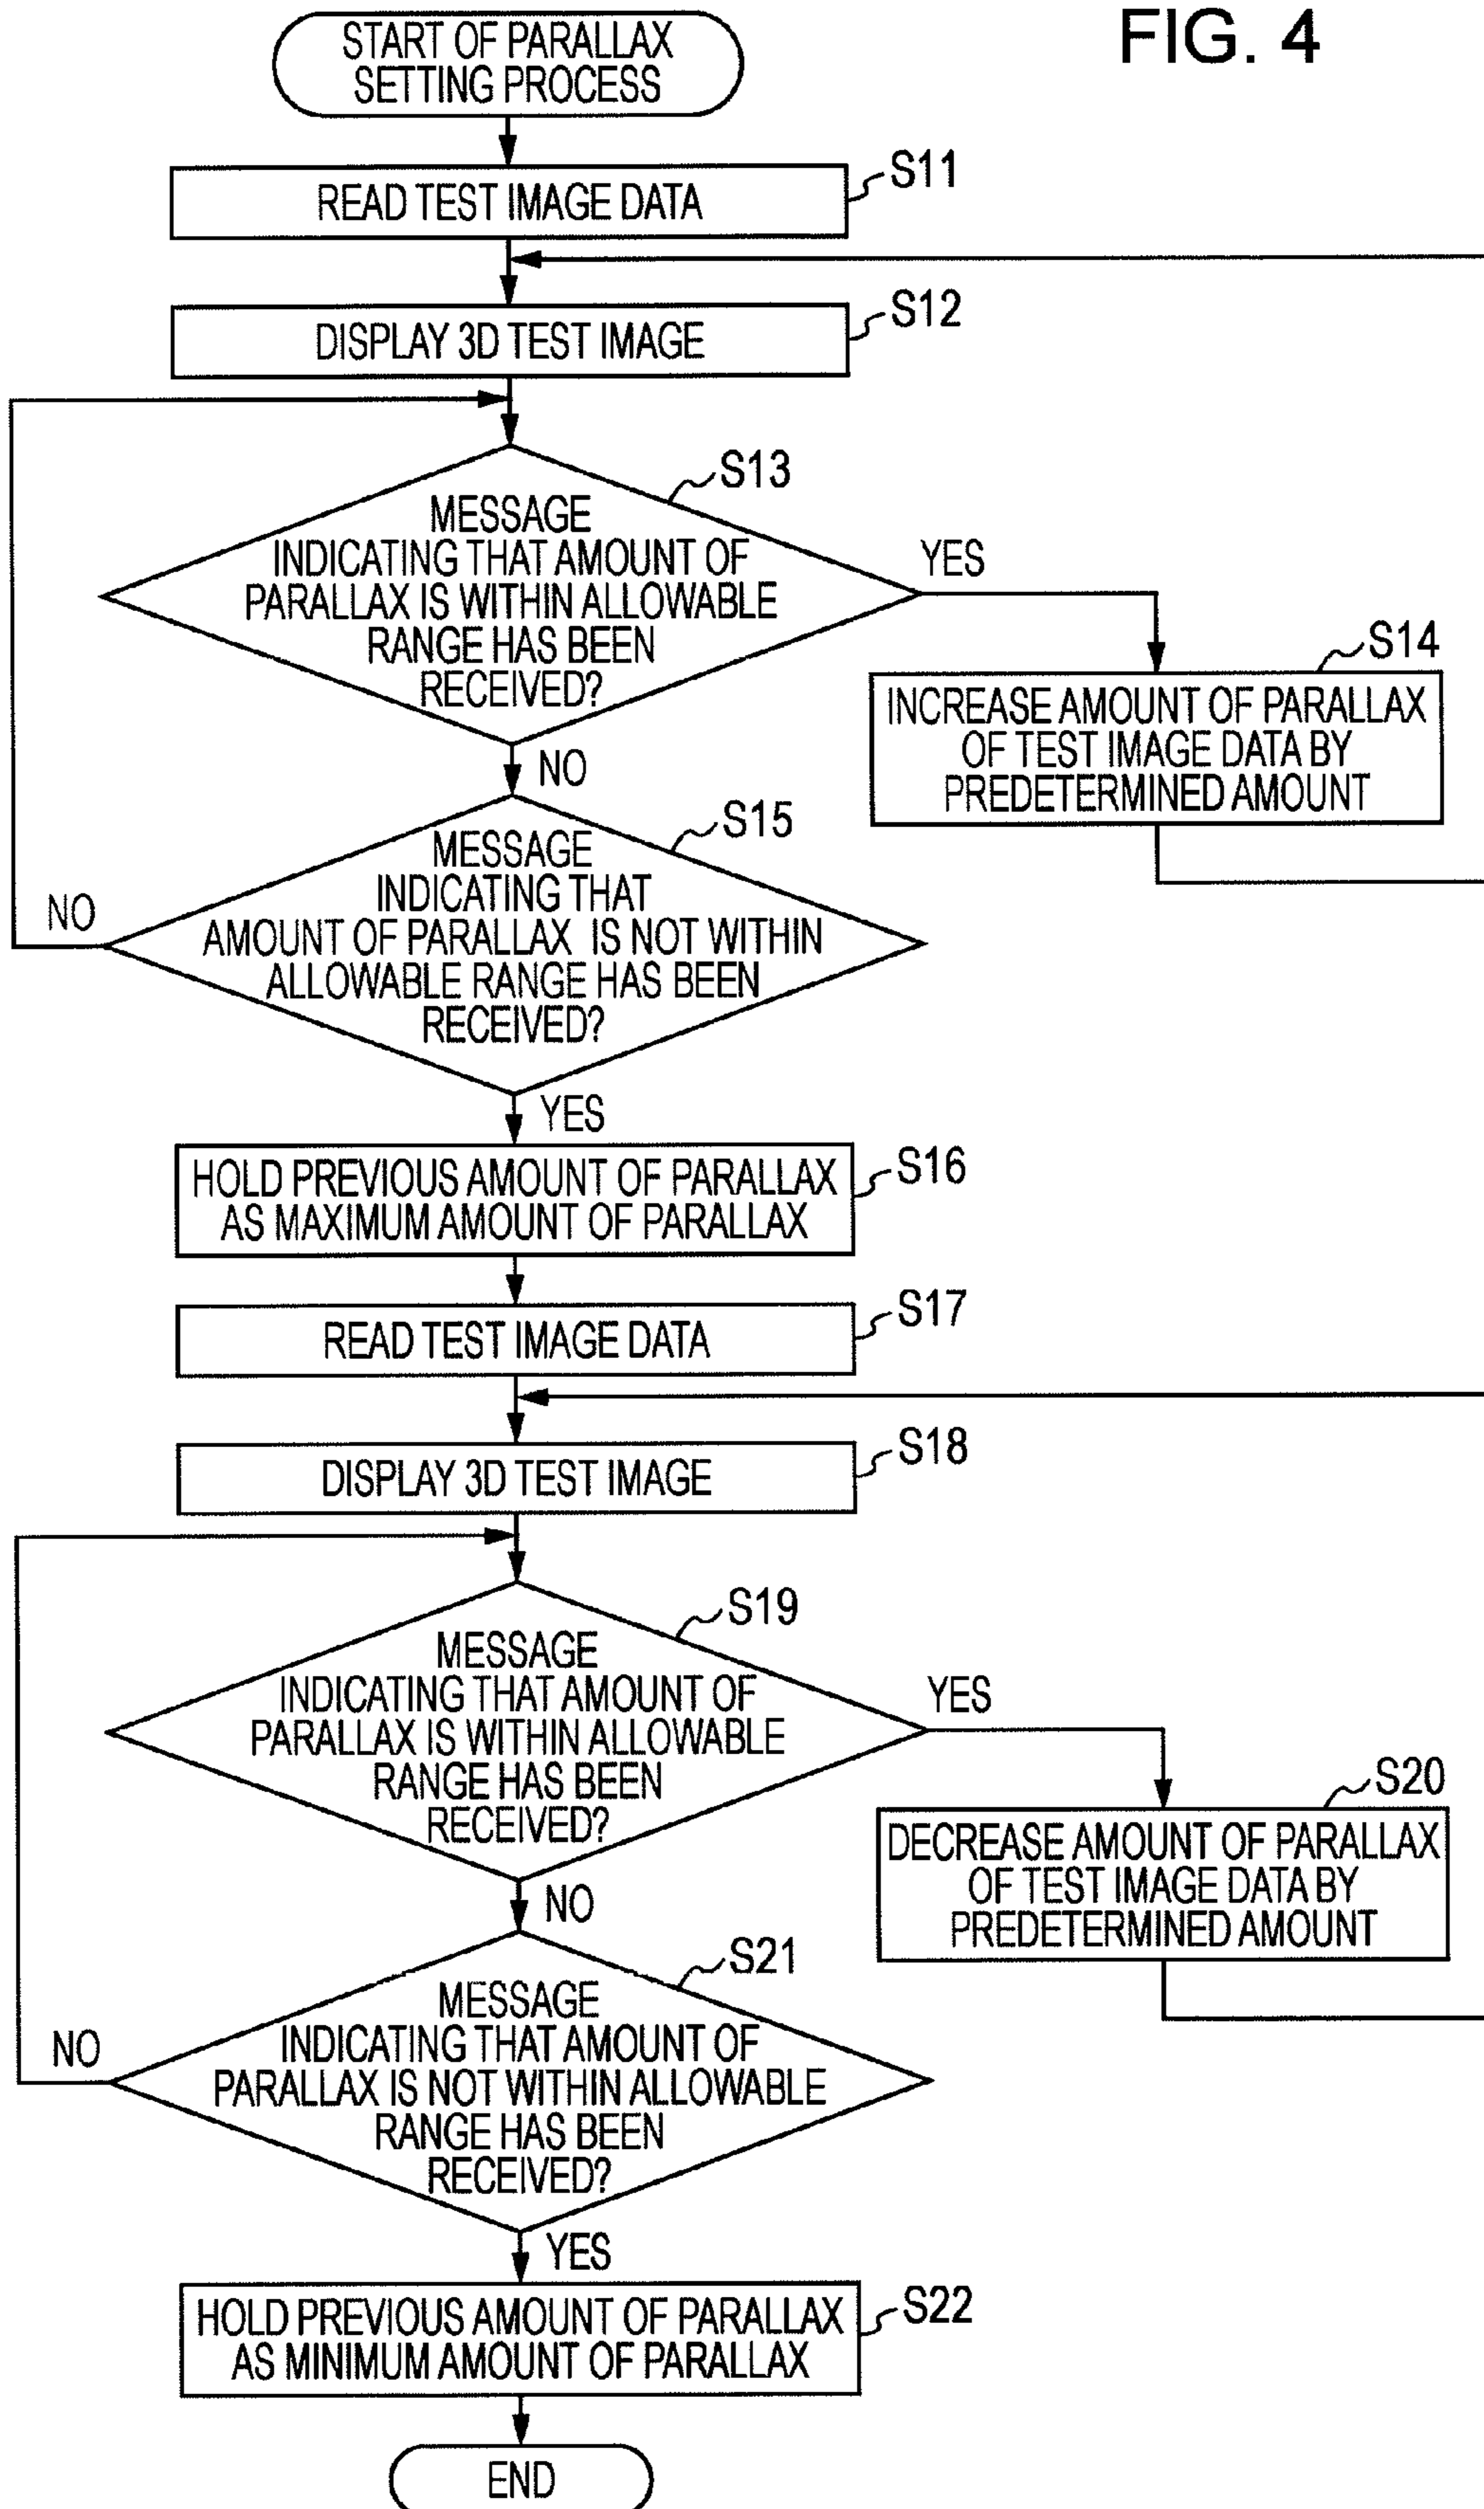 FIG. 4
START OF PARALLAX
SETTING PROCESS
S11
READ TEST IMAGE DATA
S12
DISPLAY 3D TEST IMAGE
S13
MESSAGE
INDICATING THAT AMOUNT OF
PARALLAX IS WITHIN ALLOWABLE
RANGE HAS BEEN
RECEIVED?
YES
S14
INCREASE AMOUNT OF PARALLAX
OF TEST IMAGE DATA BY
PREDETERMINED AMOUNT
NO
S15
MESSAGE
INDICATING THAT
AMOUNT OF PARALLAX IS NOT WITHIN
ALLOWABLE RANGE HAS BEEN
RECEIVED?
NO
YES
S16
HOLD PREVIOUS AMOUNT OF PARALLAX
AS MAXIMUM AMOUNT OF PARALLAX
S17
READ TEST IMAGE DATA
S18
DISPLAY 3D TEST IMAGE
S19
MESSAGE
INDICATING THAT AMOUNT OF
PARALLAX IS WITHIN ALLOWABLE
RANGE HAS BEEN
RECEIVED?
YES
S20
DECREASE AMOUNT OF PARALLAX
OF TEST IMAGE DATA BY
PREDETERMINED AMOUNT
NO
S21
MESSAGE
INDICATING THAT AMOUNT OF
PARALLAX IS NOT WITHIN ALLOWABLE
RANGE HAS BEEN
RECEIVED?
NO
YES
S22
HOLD PREVIOUS AMOUNT OF PARALLAX
AS MINIMUM AMOUNT OF PARALLAX
END